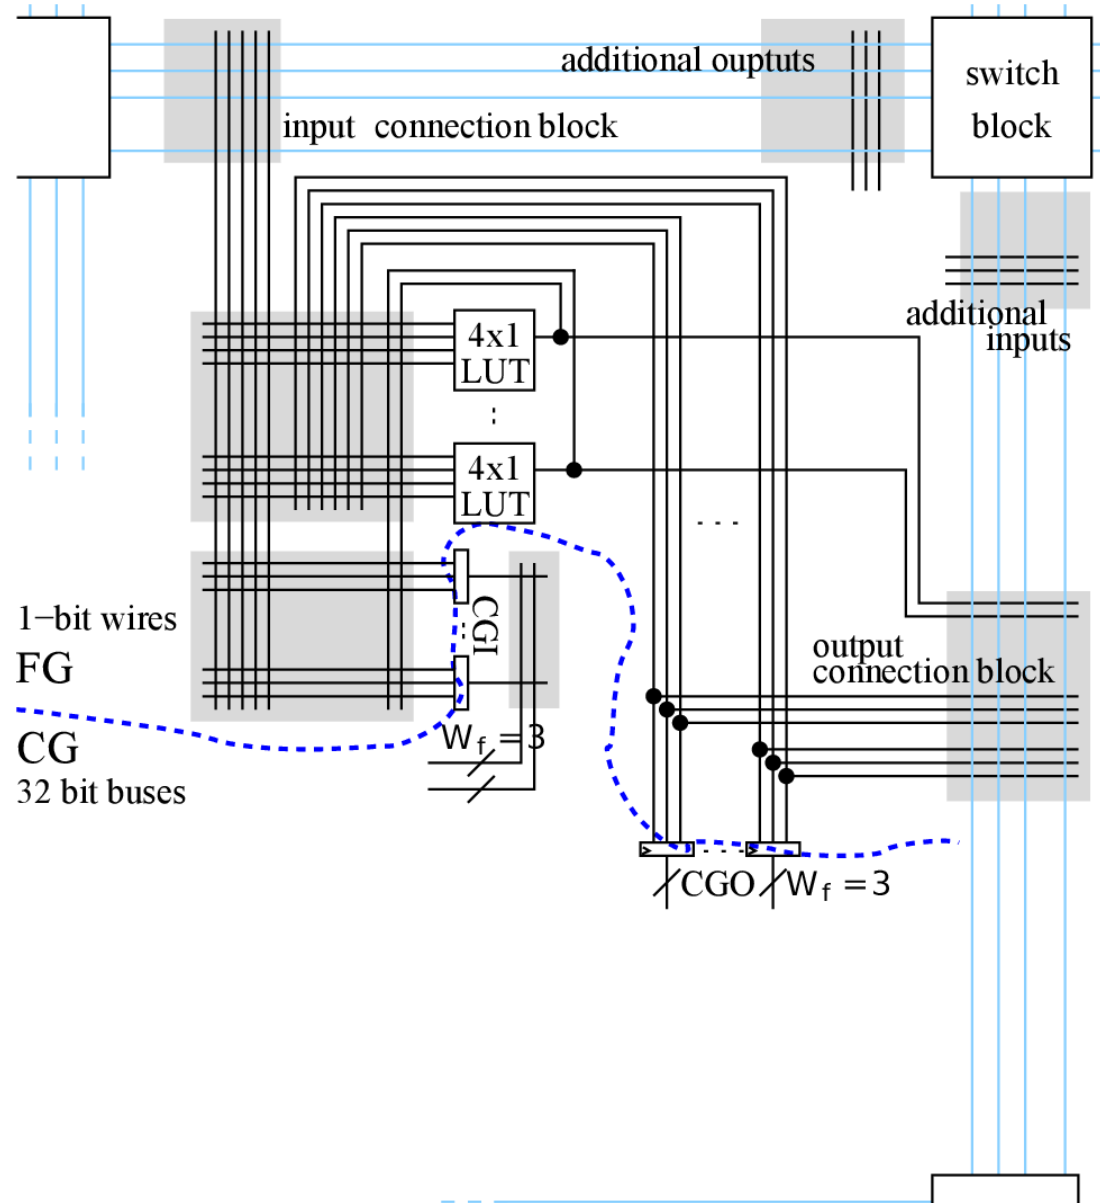 additional ouptuts
switch
block
input connection block
additional
inputs
4x1
LUT
4x1
LUT
1−bit wires
FG
CGI
output
connection block
CG
W_f = 3
32 bit buses
CGO
W_f = 3